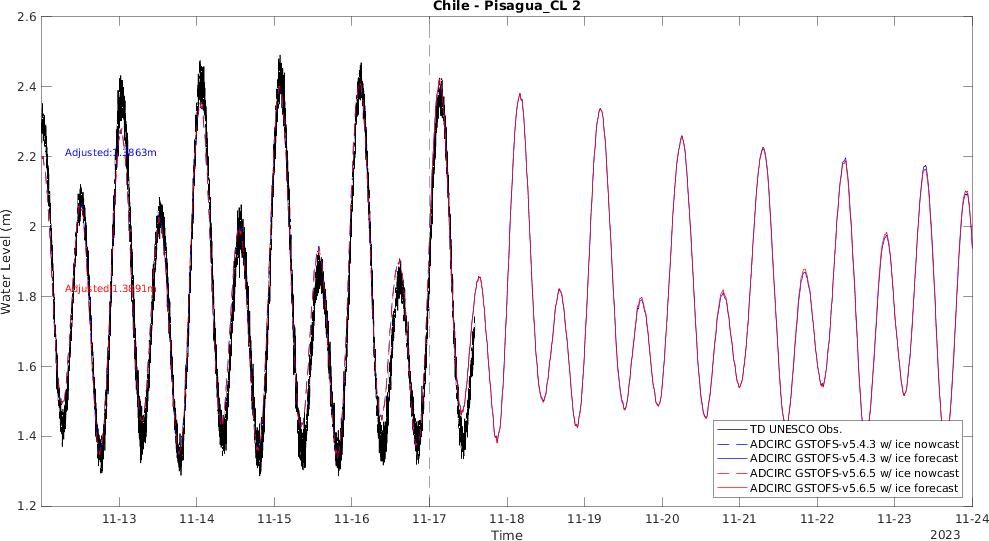 Chile - Pisagua_CL 2
Water Level (m)
2.6
2.4
2.2
2
1.8
1.6
1.4
1.2
Adjusted:1.3863m
Adjusted:1.3891m
TD UNESCO Obs.
ADCIRC GSTOFS-v5.4.3 w/ ice nowcast
ADCIRC GSTOFS-v5.4.3 w/ ice forecast
ADCIRC GSTOFS-v5.6.5 w/ ice nowcast
ADCIRC GSTOFS-v5.6.5 w/ ice forecast
11-13 11-14 11-15 11-16 11-17 11-18 11-19 11-20 11-21 11-22 11-23 11-24
Time
2023